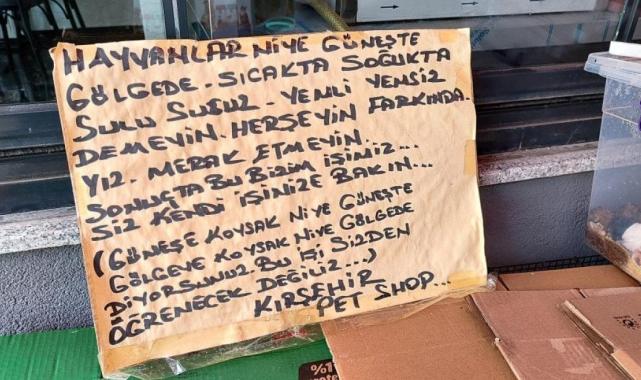 HAYVANLAR NİYE GÜNEŞTE
GÖLGEDE - SICAKTA SOĞUKTA
SULU SUSUZ - YEMLİ YEMSİZ
DEMEYİN. HERŞEYİN FARKINDA-
YIZ. MERAK ETMEYİN.
SONUÇTA BU BİZİM İŞİMİZ...
SİZ KENDİ İŞİNİZE BAKIN...
(GÜNEŞE KOYSAK NİYE GÜNEŞTE
GÖLGEYE KOYSAK NİYE GÖLGEDE
DİYORSUNUZ. BU İŞİ SİZDEN
ÖĞRENECEK DEĞİLİZ...)
KIRŞEHİR
PET SHOP...